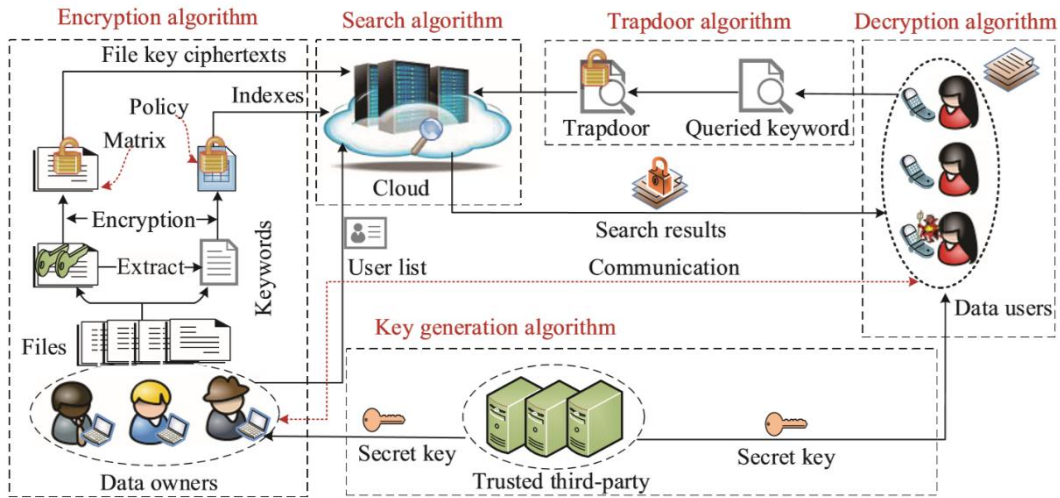 Encryption algorithm
Search algorithm
Trapdoor algorithm
Decryption algorithm
File key ciphertexts
Indexes
Policy
Matrix
Trapdoor
Queried keyword
Cloud
Encryption
Search results
User list
Extract
Keywords
Communication
Data users
Key generation algorithm
Files
Secret key
Secret key
Data owners
Trusted third-party